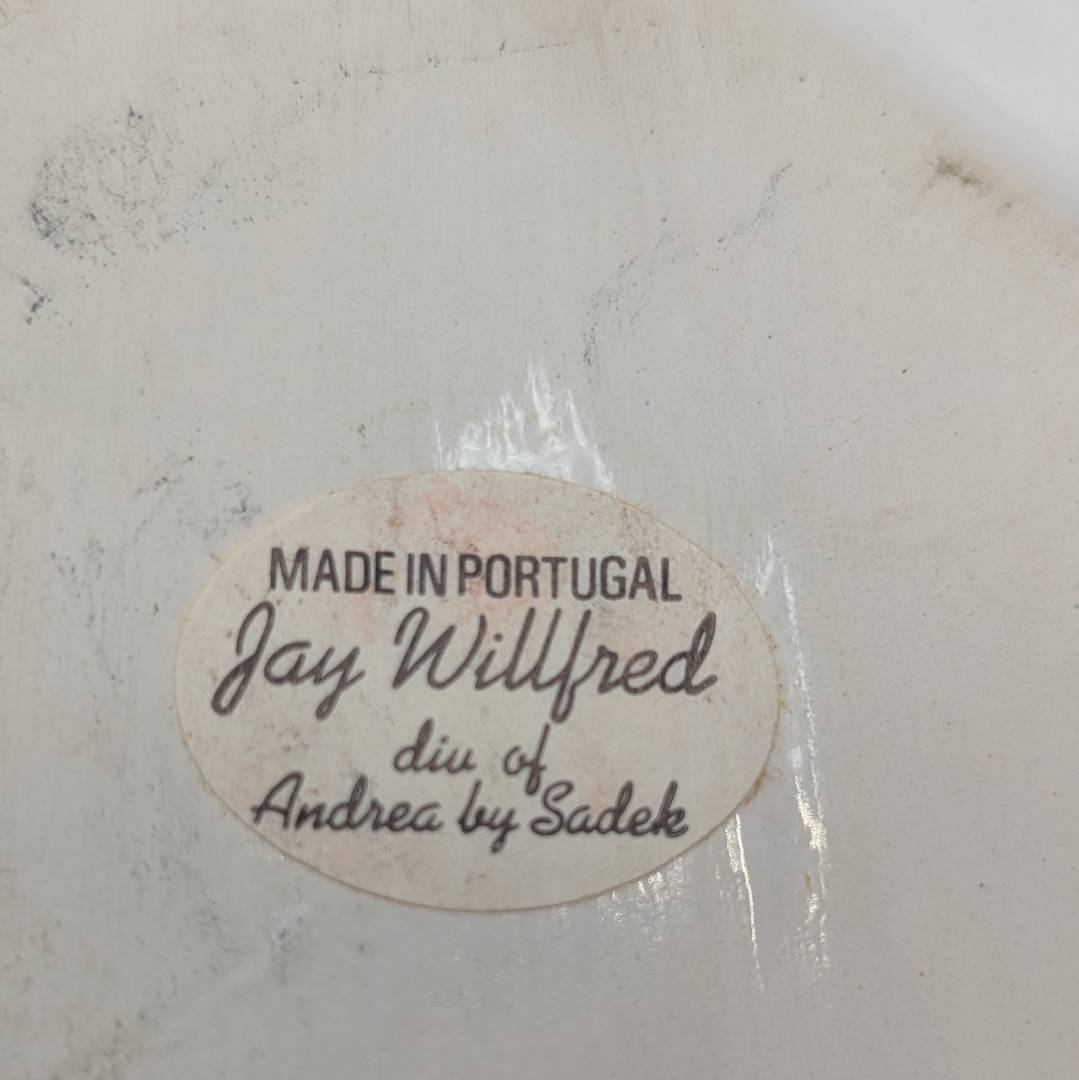 MADE IN PORTUGAL
Jay Willfred
div of
Andrea by Sadek